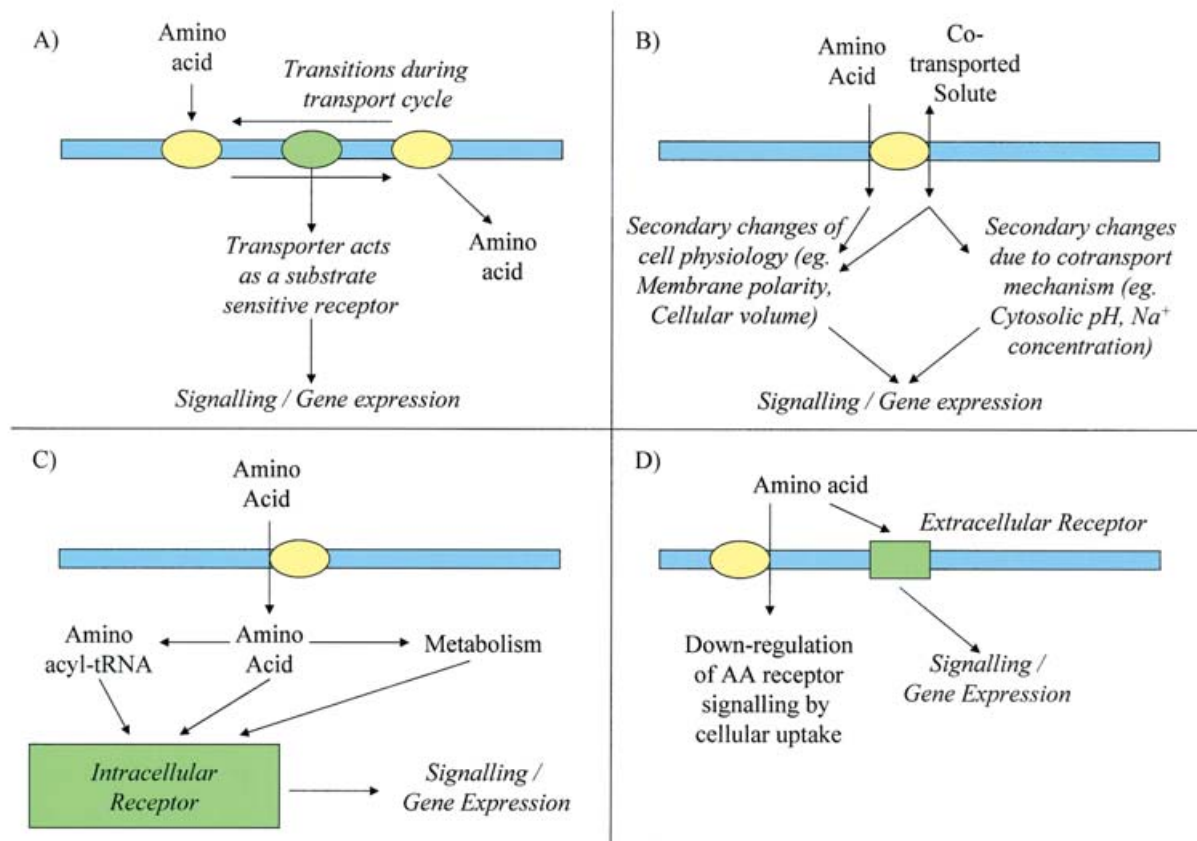 A)
Amino
acid
Transitions during
transport cycle
Transporter acts
as a substrate
sensitive receptor
Amino
acid
Signalling / Gene expression
B)
Amino
Acid
Co-
transported
Solute
Secondary changes of
cell physiology (eg.
Membrane polarity,
Cellular volume)
Secondary changes
due to cotransport
mechanism (eg.
Cytosolic pH, Na⁺
concentration)
Signalling / Gene expression
C)
Amino
Acid
Amino
acyl-tRNA
Amino
Acid
Metabolism
Intracellular
Receptor
Signalling /
Gene Expression
D)
Amino acid
Extracellular Receptor
Down-regulation
of AA receptor
signalling by
cellular uptake
Signalling /
Gene Expression